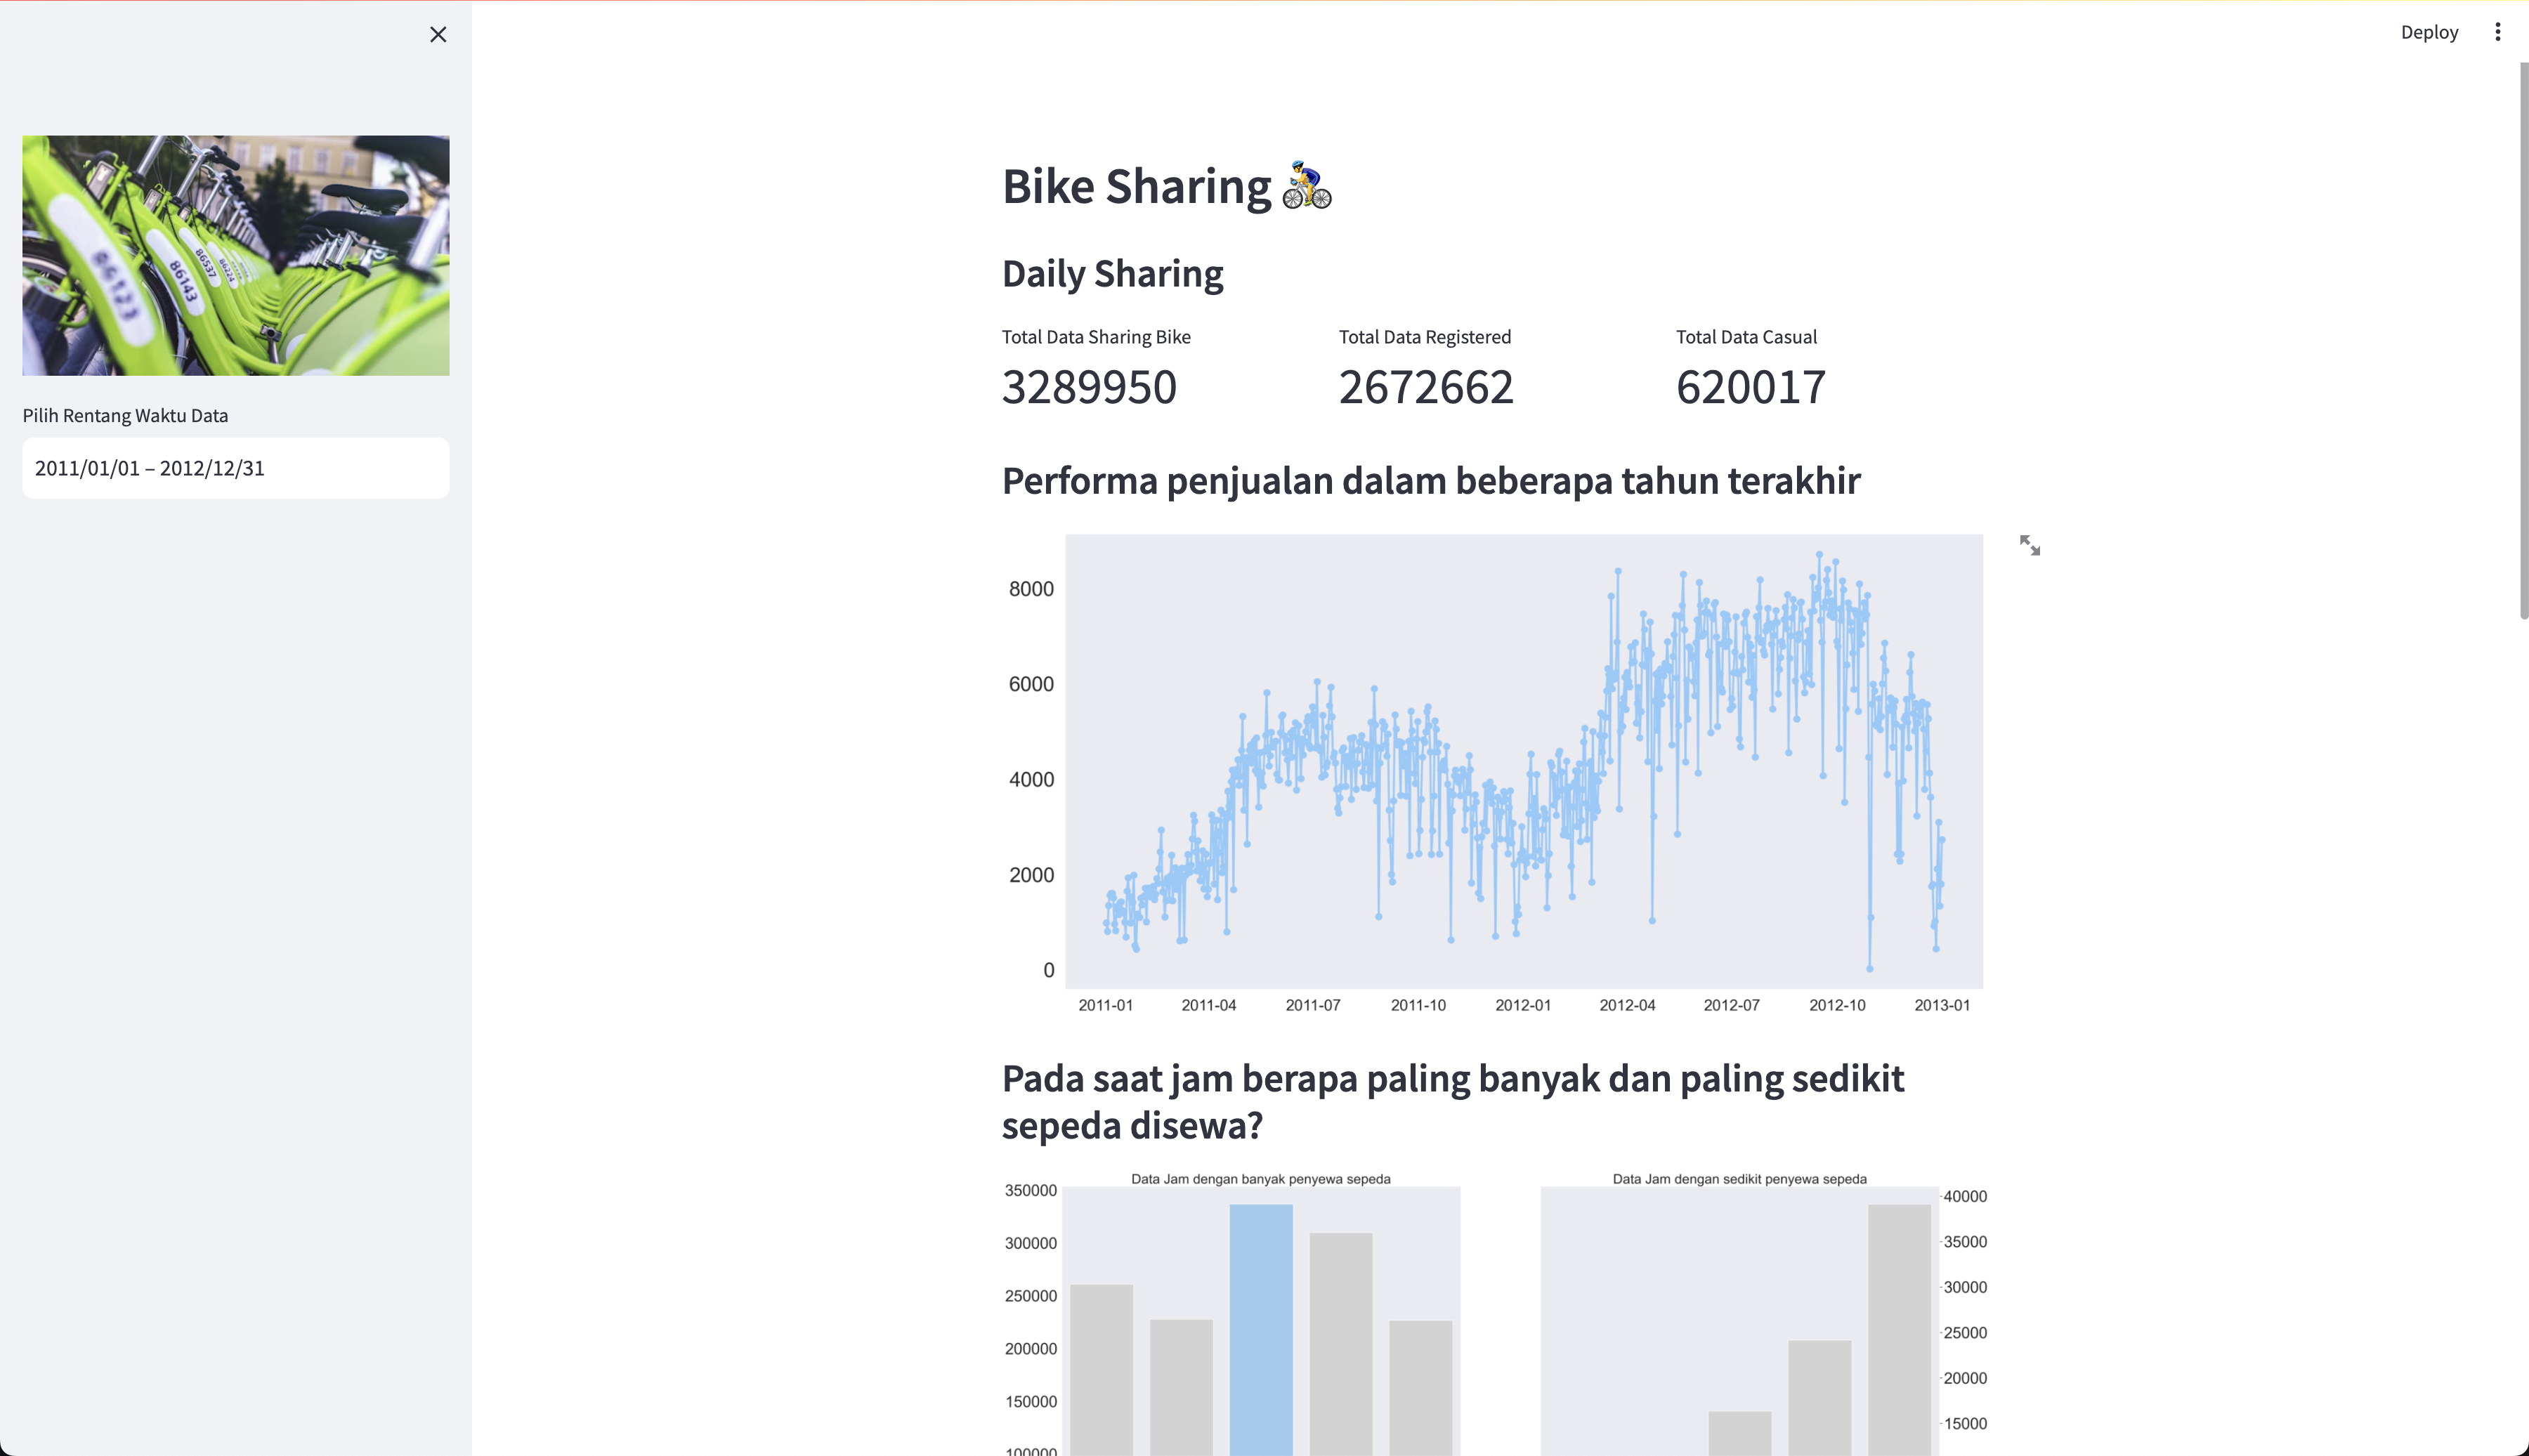 Deploy
86123
86143
86537
86224
Pilih Rentang Waktu Data
2011/01/01 – 2012/12/31
Bike Sharing 🚴
Daily Sharing
Total Data Sharing Bike
3289950
Total Data Registered
2672662
Total Data Casual
620017
Performa penjualan dalam beberapa tahun terakhir
8000
6000
4000
2000
0
2011-01 2011-04 2011-07 2011-10 2012-01 2012-04 2012-07 2012-10 2013-01
Pada saat jam berapa paling banyak dan paling sedikit
sepeda disewa?
Data Jam dengan banyak penyewa sepeda
350000
300000
250000
200000
150000
100000
Data Jam dengan sedikit penyewa sepeda
40000
35000
30000
25000
20000
15000